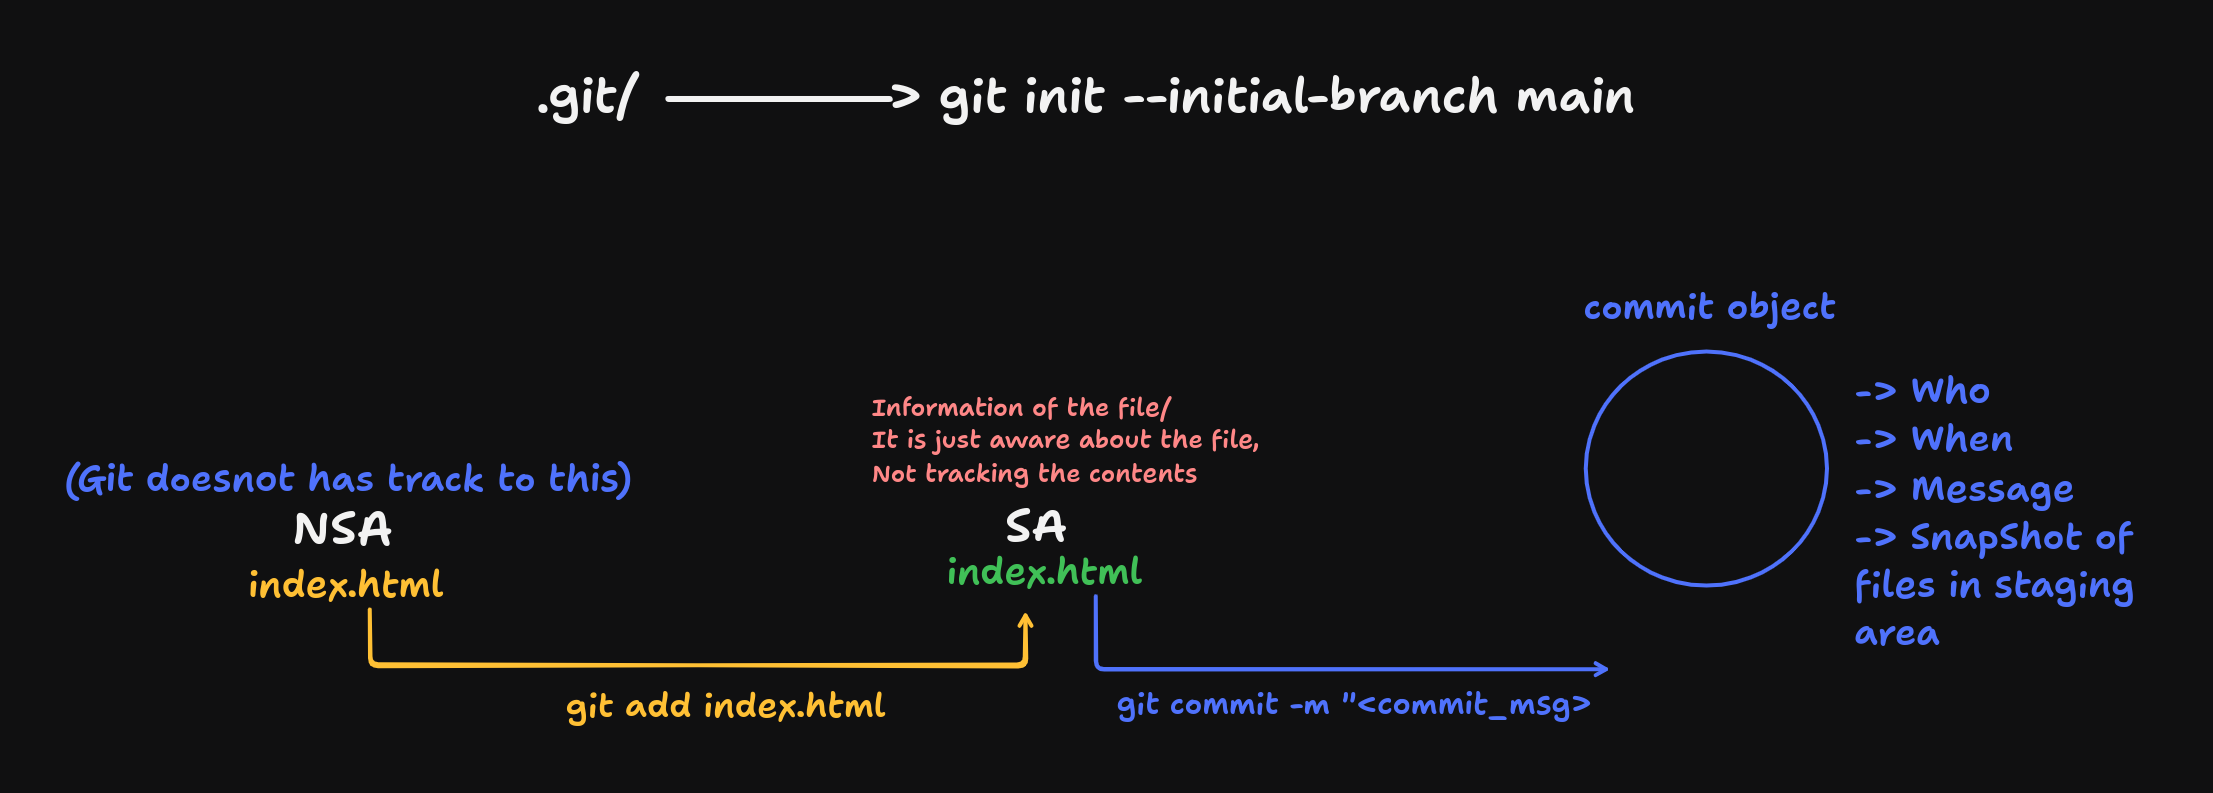 .git/ ———> git init --initial-branch main
commit object
-> Who
-> When
-> Message
-> SnapShot of
files in staging
area
Information of the file/
It is just aware about the file,
Not tracking the contents
(Git doesnot has track to this)
NSA
SA
index.html
index.html
git add index.html
git commit -m "<commit_msg>